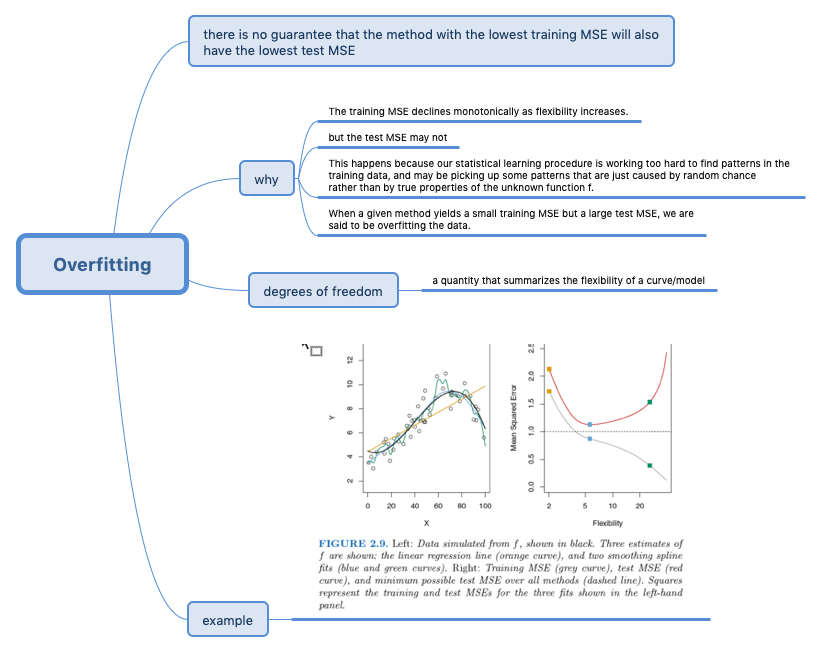 there is no guarantee that the method with the lowest training MSE will also
have the lowest test MSE
The training MSE declines monotonically as flexibility increases.
but the test MSE may not
why
This happens because our statistical learning procedure is working too hard to find patterns in the
training data, and may be picking up some patterns that are just caused by random chance
rather than by true properties of the unknown function f.
When a given method yields a small training MSE but a large test MSE, we are
said to be overfitting the data.
Overfitting
degrees of freedom
a quantity that summarizes the flexibility of a curve/model
Y
12
10
8
6
4
2
0 20 40 60 80 100
X
Mean Squared Error
2.5
2.0
1.5
1.0
0.5
0.0
2 5 10 20
Flexibility
FIGURE 2.9. Left: Data simulated from f, shown in black. Three estimates of
f are shown: the linear regression line (orange curve), and two smoothing spline
fits (blue and green curves). Right: Training MSE (grey curve), test MSE (red
curve), and minimum possible test MSE over all methods (dashed line). Squares
represent the training and test MSEs for the three fits shown in the left-hand
panel.
example